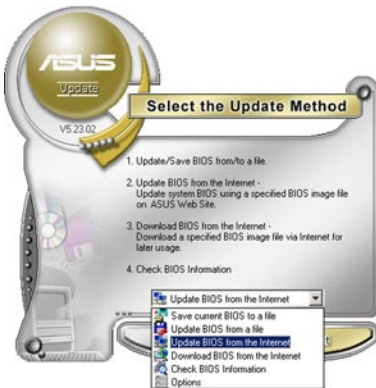 ASUS
Update
V5.23.02
Select the Update Method
1. Update/Save BIOS from/to a file.
2. Update BIOS from the Internet -
Update system BIOS using a specified BIOS image file
on ASUS Web Site.
3. Download BIOS from the Internet -
Download a specified BIOS image file via Internet for
later usage.
4. Check BIOS Information
Update BIOS from the Internet
Save current BIOS to a file
Update BIOS from a file
Update BIOS from the Internet
Download BIOS from the Internet
Check BIOS Information
Options